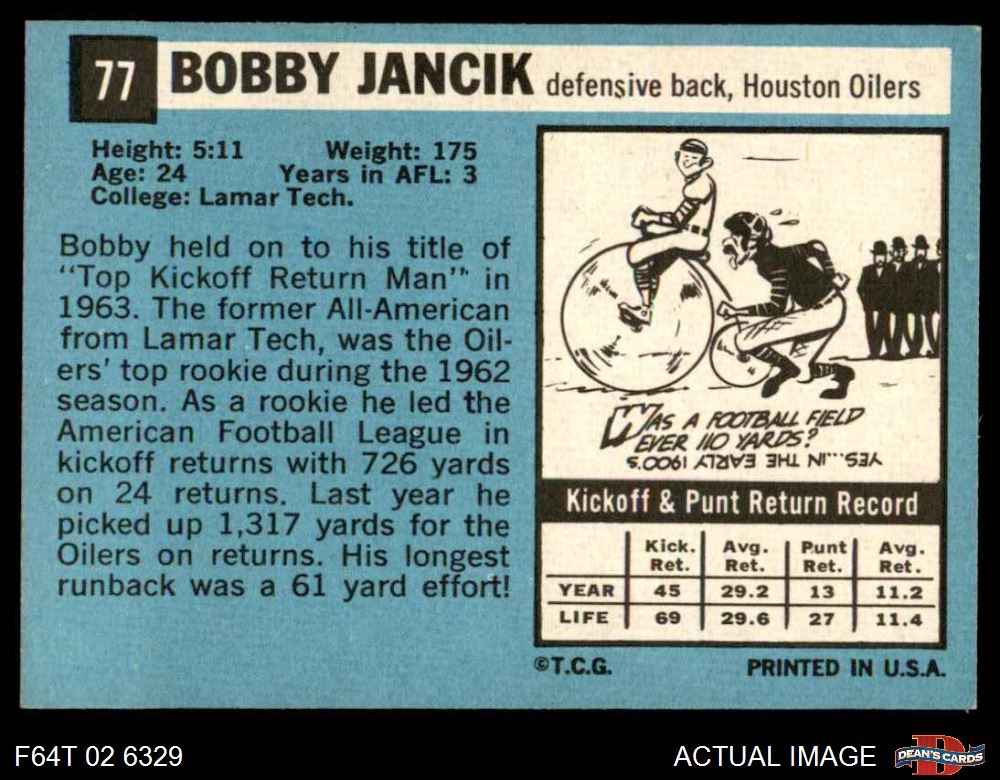 77 BOBBY JANCIK defensive back, Houston Oilers
Height: 5:11 Weight: 175
Age: 24 Years in AFL: 3
College: Lamar Tech.
Bobby held on to his title of
"Top Kickoff Return Man" in
1963. The former All-American
from Lamar Tech, was the Oil-
ers' top rookie during the 1962
season. As a rookie he led the
American Football League in
kickoff returns with 726 yards
on 24 returns. Last year he
picked up 1,317 yards for the
Oilers on returns. His longest
runback was a 61 yard effort!
WAS A FOOTBALL FIELD
EVER 110 YARDS?
YES...IN THE EARLY 1900'S
Kickoff & Punt Return Record
Kick. Avg. Punt Avg.
Ret. Ret. Ret. Ret.
YEAR 45 29.2 13 11.2
LIFE 69 29.6 27 11.4
©T.C.G. PRINTED IN U.S.A.
F64T 02 6329 ACTUAL IMAGE DEAN'S CARDS